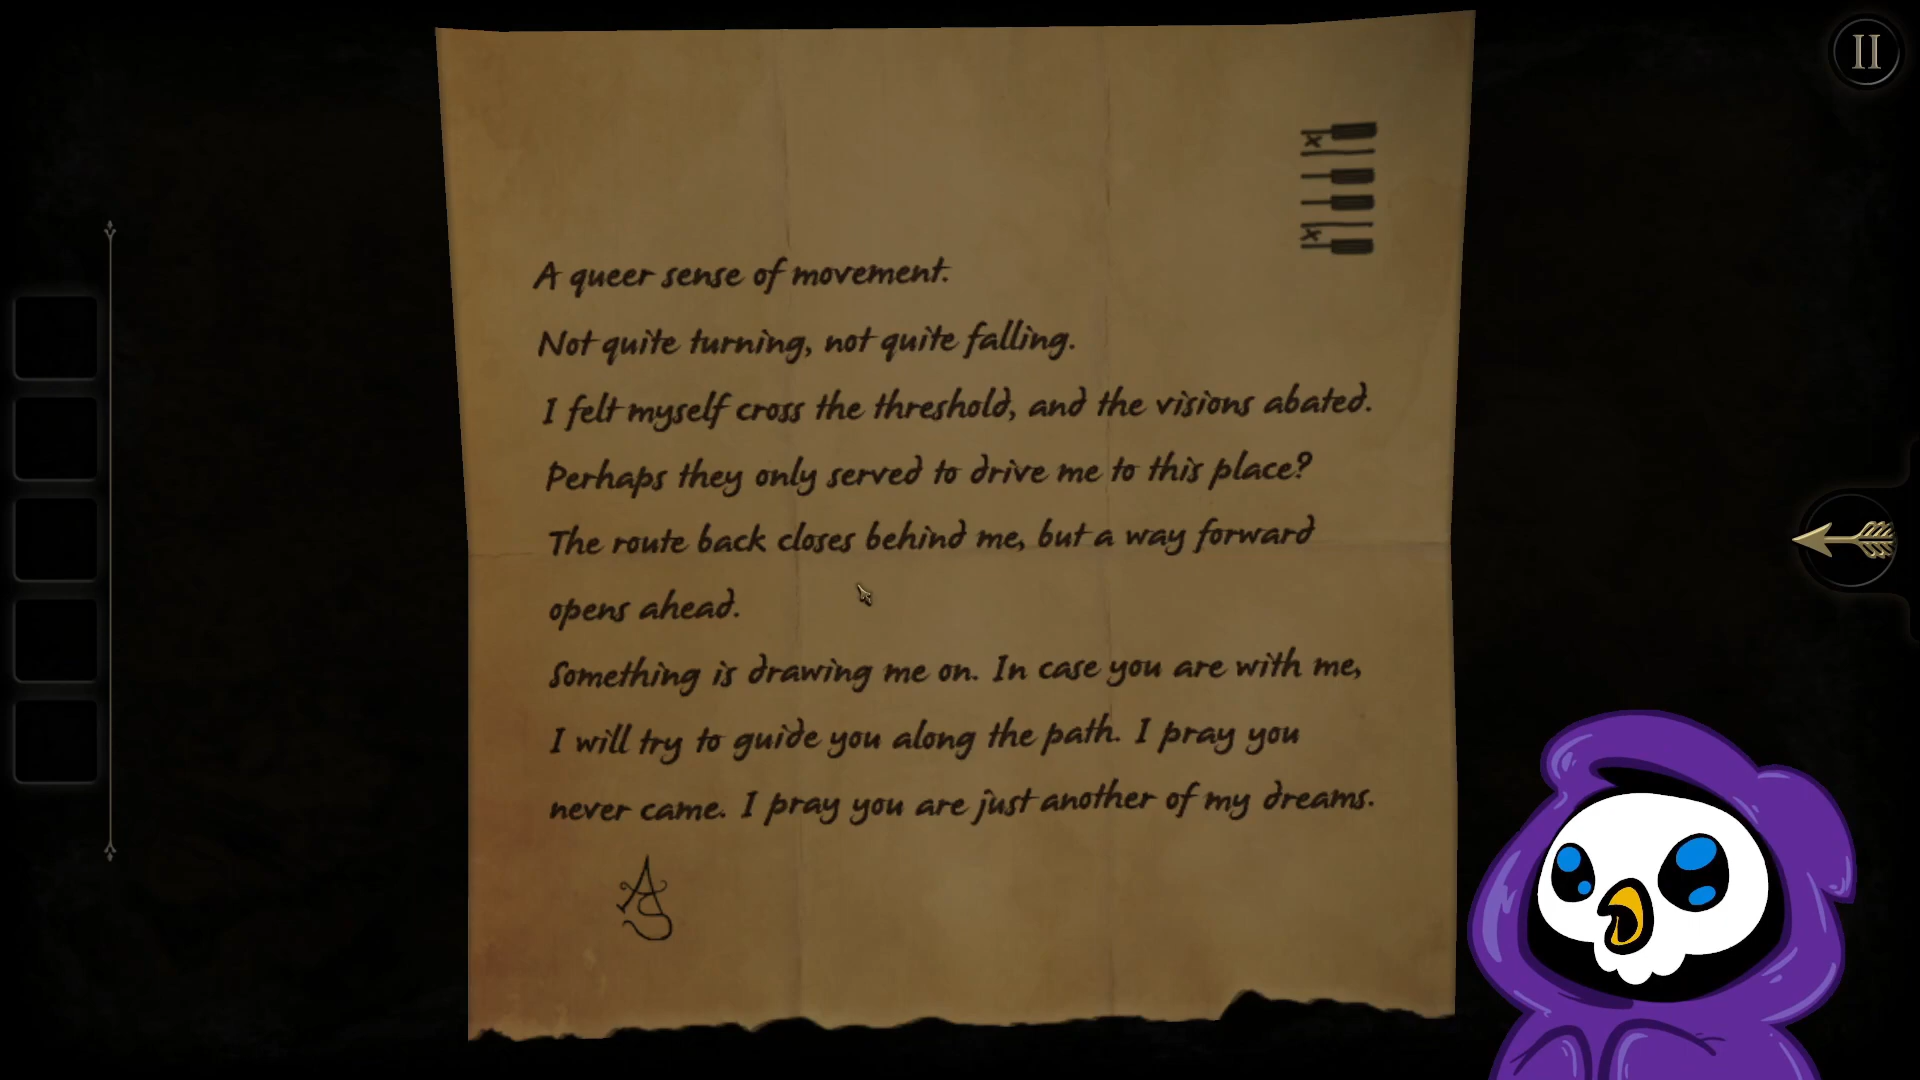 A queer sense of movement.
Not quite turning, not quite falling.
I felt myself cross the threshold, and the visions abated.
Perhaps they only served to drive me to this place?
The route back closes behind me, but a way forward
opens ahead.
Something is drawing me on. In case you are with me,
I will try to guide you along the path. I pray you
never came. I pray you are just another of my dreams.
AS